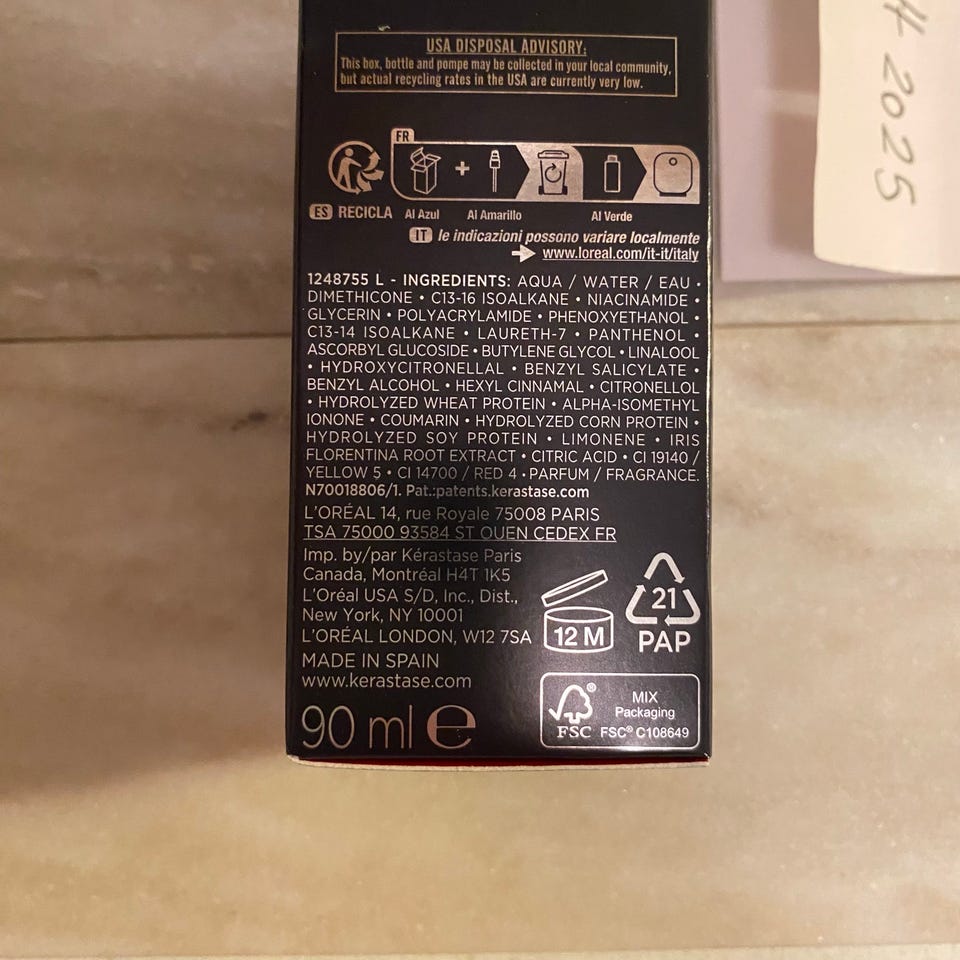 USA DISPOSAL ADVISORY:
This box, bottle and pompe may be collected in your local community,
but actual recycling rates in the USA are currently very low.
FR
+
ES RECICLA Al Azul Al Amarillo Al Verde
IT le indicazioni possono variare localmente
www.loreal.com/it-it/italy
1248755 L - INGREDIENTS: AQUA / WATER / EAU •
DIMETHICONE • C13-16 ISOALKANE • NIACINAMIDE •
GLYCERIN • POLYACRYLAMIDE • PHENOXYETHANOL •
C13-14 ISOALKANE • LAURETH-7 • PANTHENOL •
ASCORBYL GLUCOSIDE • BUTYLENE GLYCOL • LINALOOL
• HYDROXYCITRONELLAL • BENZYL SALICYLATE •
BENZYL ALCOHOL • HEXYL CINNAMAL • CITRONELLOL
• HYDROLYZED WHEAT PROTEIN • ALPHA-ISOMETHYL
IONONE • COUMARIN • HYDROLYZED CORN PROTEIN •
HYDROLYZED SOY PROTEIN • LIMONENE • IRIS
FLORENTINA ROOT EXTRACT • CITRIC ACID • CI 19140 /
YELLOW 5 • CI 14700 / RED 4 • PARFUM / FRAGRANCE.
N70018806/1. Pat.:patents.kerastase.com
L'ORÉAL 14, rue Royale 75008 PARIS
TSA 75000 93584 ST OUEN CEDEX FR
Imp. by/par Kérastase Paris
Canada, Montréal H4T 1K5
L'Oréal USA S/D, Inc., Dist.,
New York, NY 10001
L'ORÉAL LONDON, W12 7SA
MADE IN SPAIN
www.kerastase.com
90 ml e
12 M
21
PAP
FSC®
MIX
Packaging
FSC® C108649
4 2025